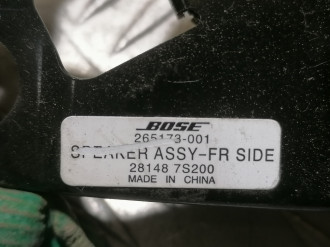 BOSE
265173-001
SPEAKER ASSY-FR SIDE
28148 7S200
MADE IN CHINA